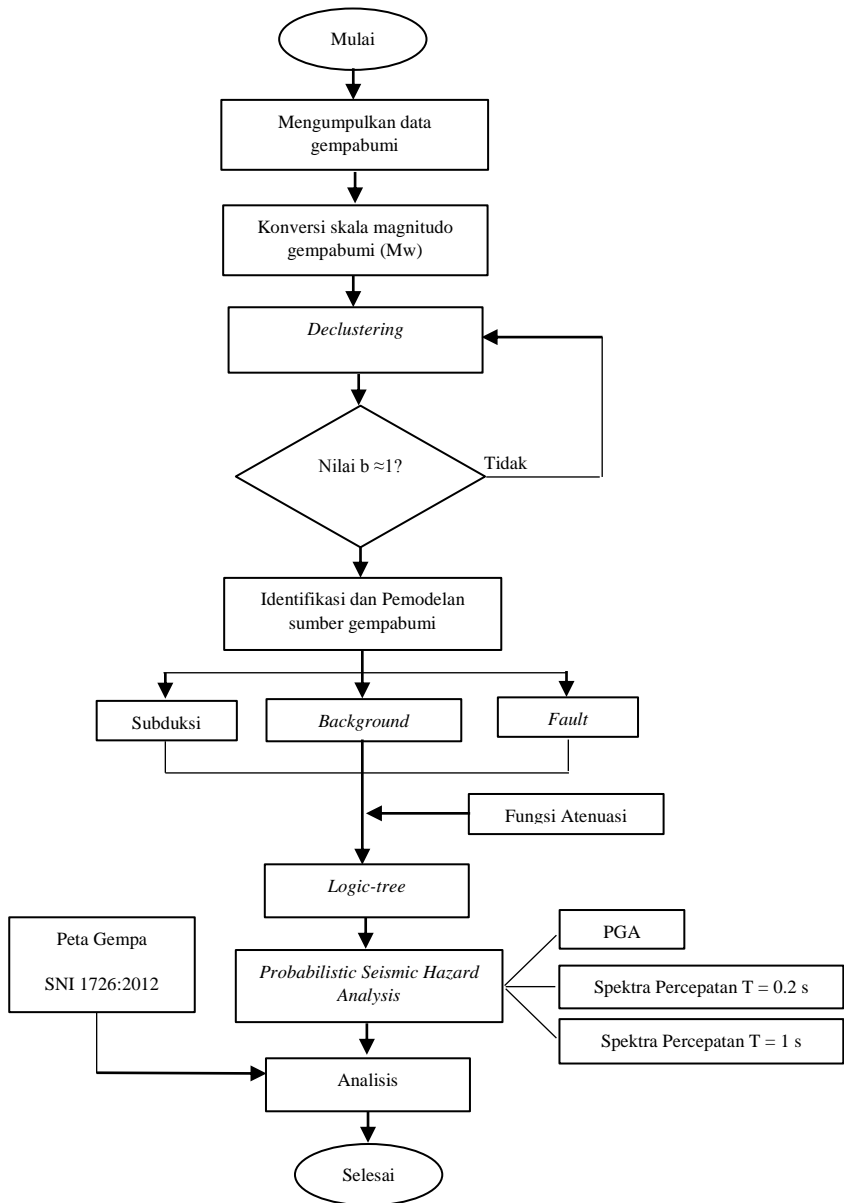 Mulai
Mengumpulkan data
gempabumi
Konversi skala magnitudo
gempabumi (Mw)
Declustering
Nilai b ≈1?
Tidak
Identifikasi dan Pemodelan
sumber gempabumi
Subduksi
Background
Fault
Fungsi Atenuasi
Logic-tree
Peta Gempa
SNI 1726:2012
Probabilistic Seismic Hazard
Analysis
PGA
Spektra Percepatan T = 0.2 s
Spektra Percepatan T = 1 s
Analisis
Selesai